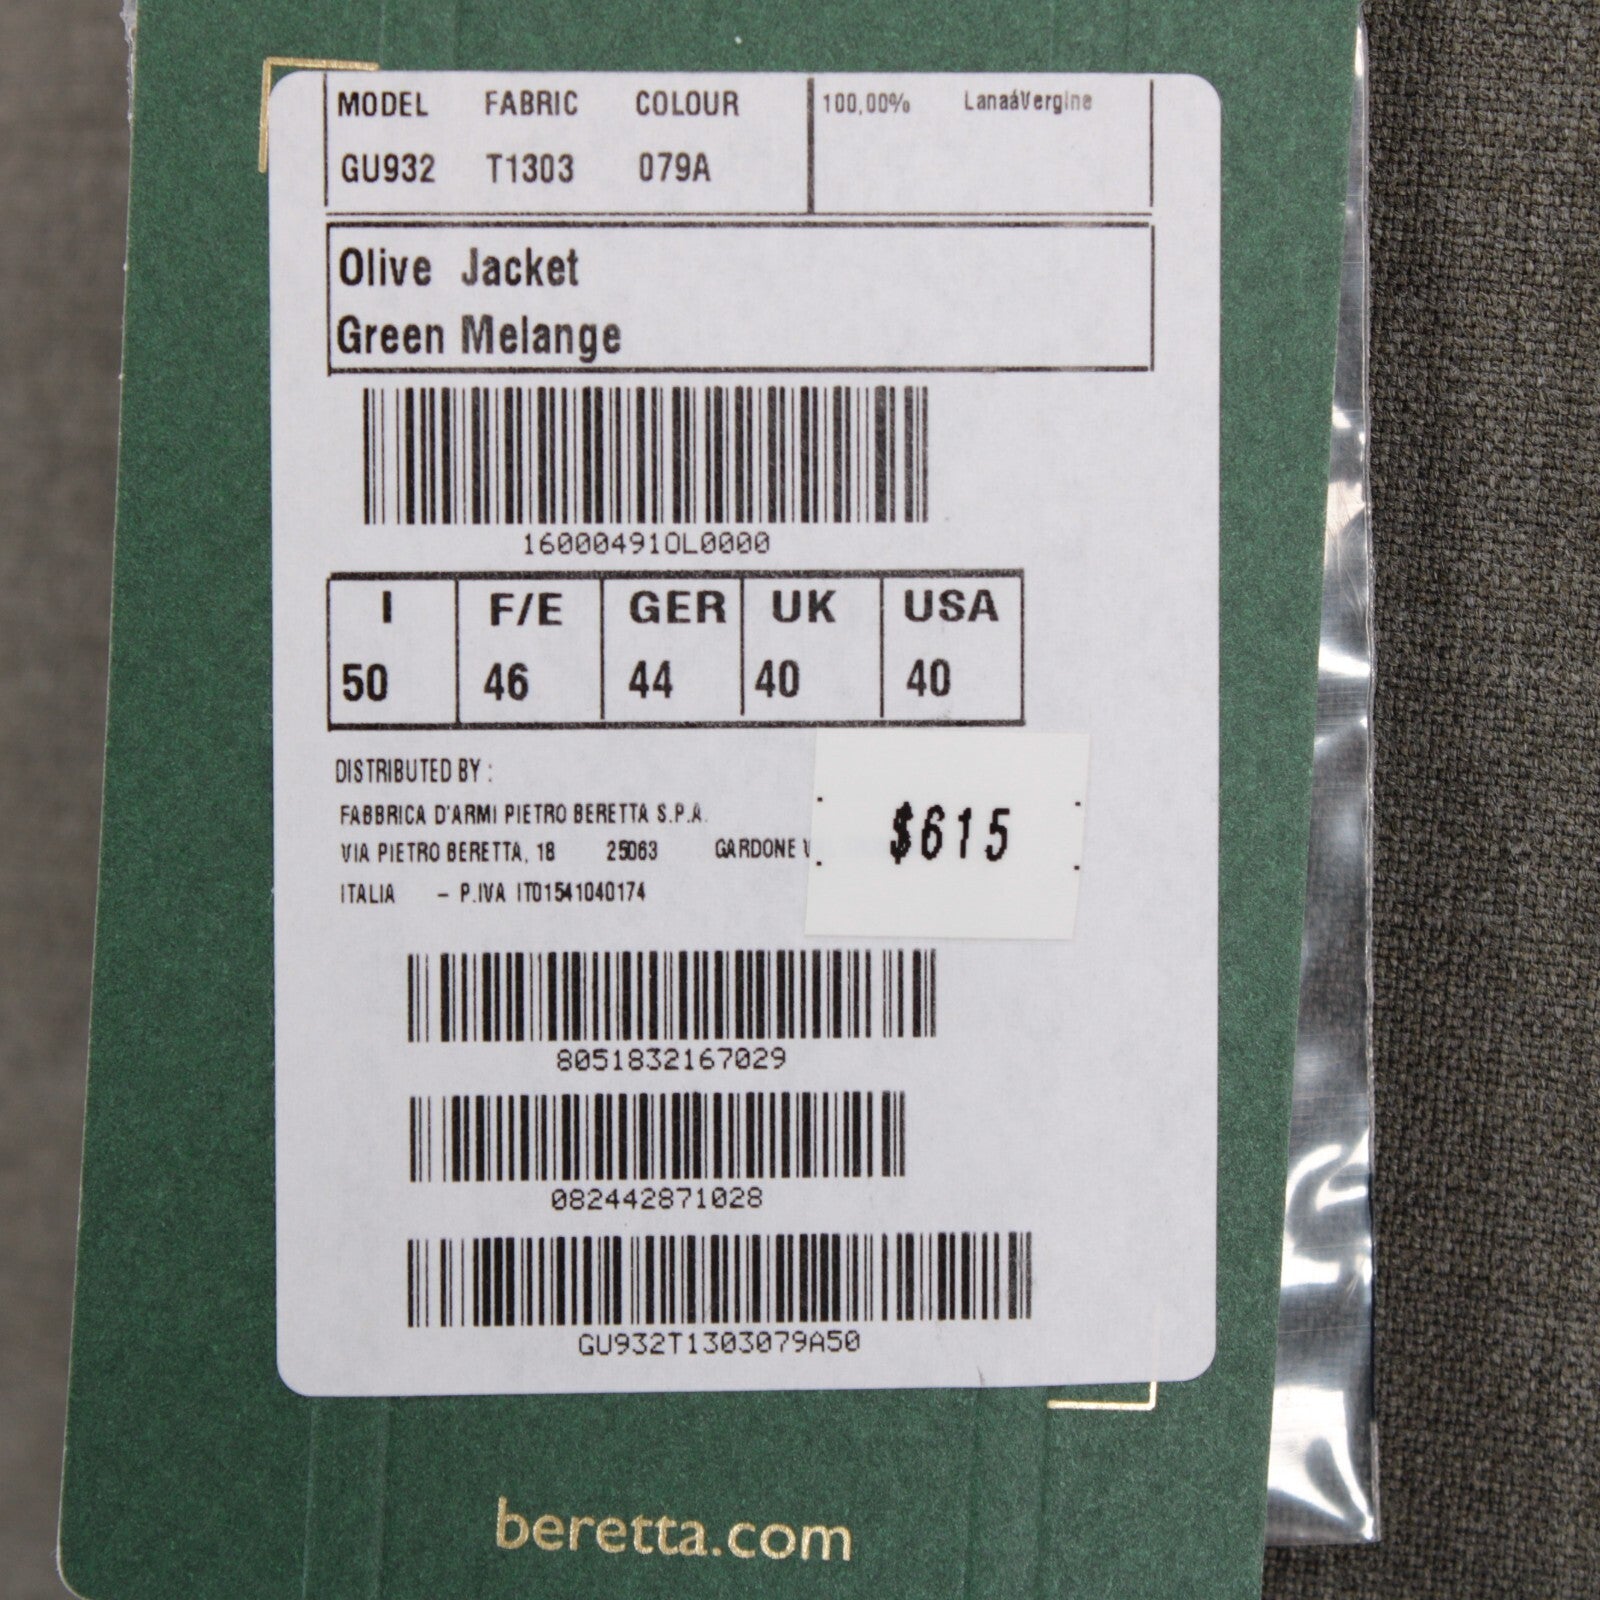 MODEL FABRIC COLOUR 100,00% LanaáVergine
GU932 T1303 079A
Olive Jacket
Green Melange
160004910L0000
I F/E GER UK USA
50 46 44 40 40
DISTRIBUTED BY :
FABBRICA D'ARMI PIETRO BERETTA S.P.A.
VIA PIETRO BERETTA, 18 25063 GARDONE
ITALIA - P.IVA IT01541040174
$615
8051832167029
082442871028
GU932T1303079A50
beretta.com